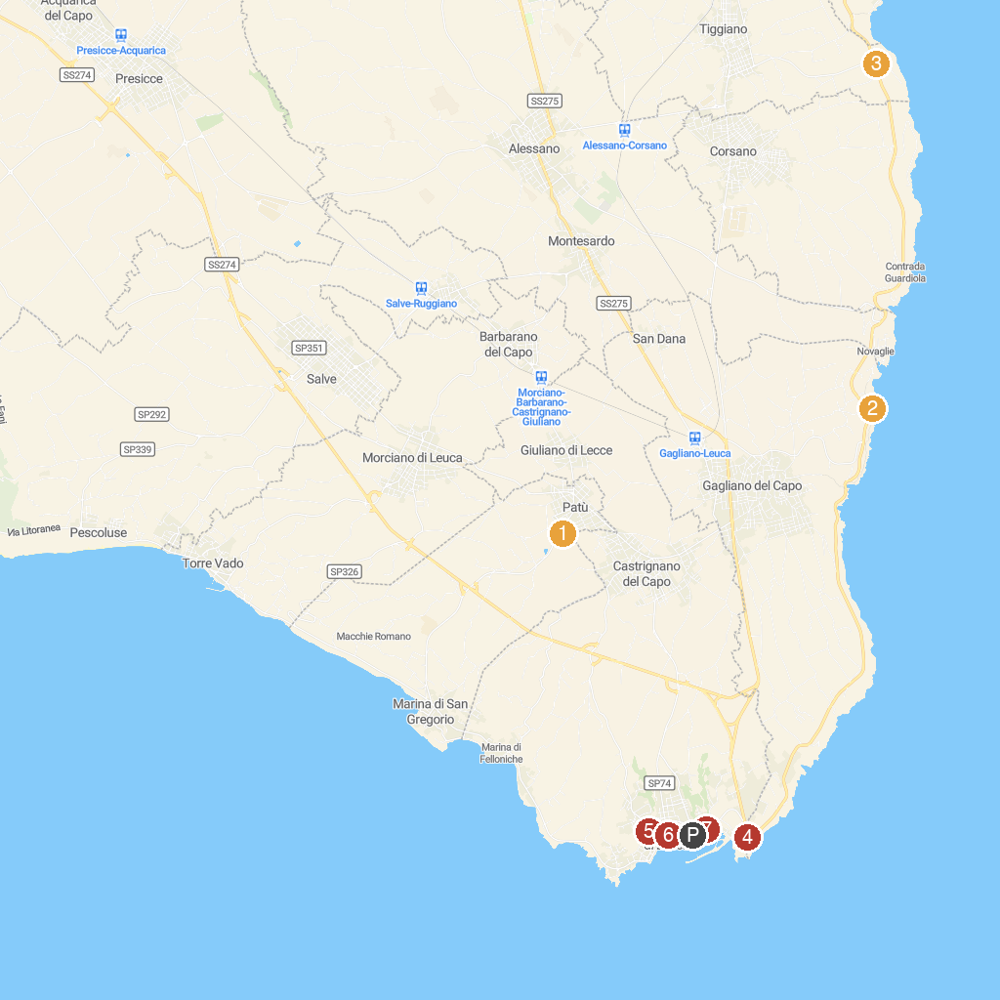 Acquarica
del Capo
Presicce-Acquarica
SS274
Presicce
Tiggiano
3
SS275
Alessano
Alessano-Corsano
Corsano
Montesardo
SS274
Contrada
Guardiola
Salve-Ruggiano
SS275
SP351
Barbarano
del Capo
San Dana
Novaglie
Salve
Morciano-
Barbarano-
Castrignano-
Giuliano
SP292
2
SP339
Morciano di Leuca
Giuliano di Lecce
Gagliano-Leuca
Gagliano del Capo
Patù
Via Litoranea
Pescoluse
1
Torre Vado
SP326
Castrignano
del Capo
Macchie Romano
Marina di San
Gregorio
Marina di
Felloniche
SP74
5
6
P
7
4